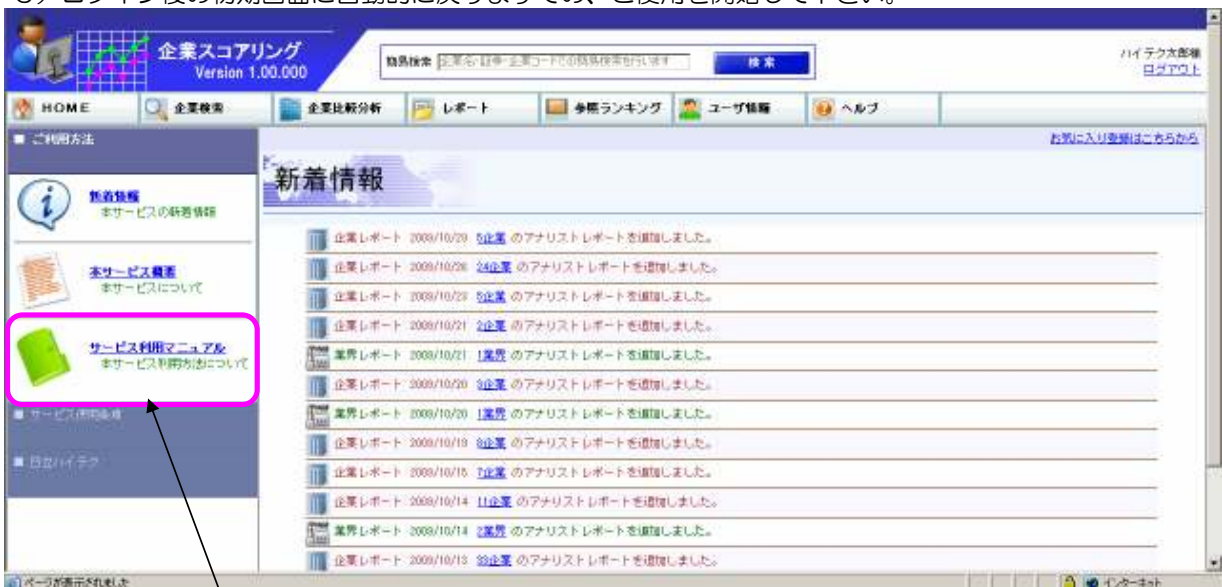 企業スコアリング
Version 1.00.000
簡易検索
検索
ハイテク太郎様
ログアウト
HOME
企業検索
企業比較分析
レポート
参照ランキング
ユーザ情報
ヘルプ
ご利用方法
お気に入り登録はこちらから
新着情報
本サービスの新着情報
本サービス概要
本サービスについて
サービス利用マニュアル
本サービス利用方法について
日立ハイテク
新着情報
企業レポート 2009/10/29 5企業 のアナリストレポートを追加しました。
企業レポート 2009/10/26 24企業 のアナリストレポートを追加しました。
企業レポート 2009/10/23 5企業 のアナリストレポートを追加しました。
企業レポート 2009/10/21 2企業 のアナリストレポートを追加しました。
業界レポート 2009/10/21 1業界 のアナリストレポートを追加しました。
企業レポート 2009/10/20 3企業 のアナリストレポートを追加しました。
業界レポート 2009/10/20 1業界 のアナリストレポートを追加しました。
企業レポート 2009/10/19 8企業 のアナリストレポートを追加しました。
企業レポート 2009/10/15 7企業 のアナリストレポートを追加しました。
企業レポート 2009/10/14 11企業 のアナリストレポートを追加しました。
業界レポート 2009/10/14 2業界 のアナリストレポートを追加しました。
企業レポート 2009/10/13 33企業 のアナリストレポートを追加しました。
ページが表示されました
インターネット